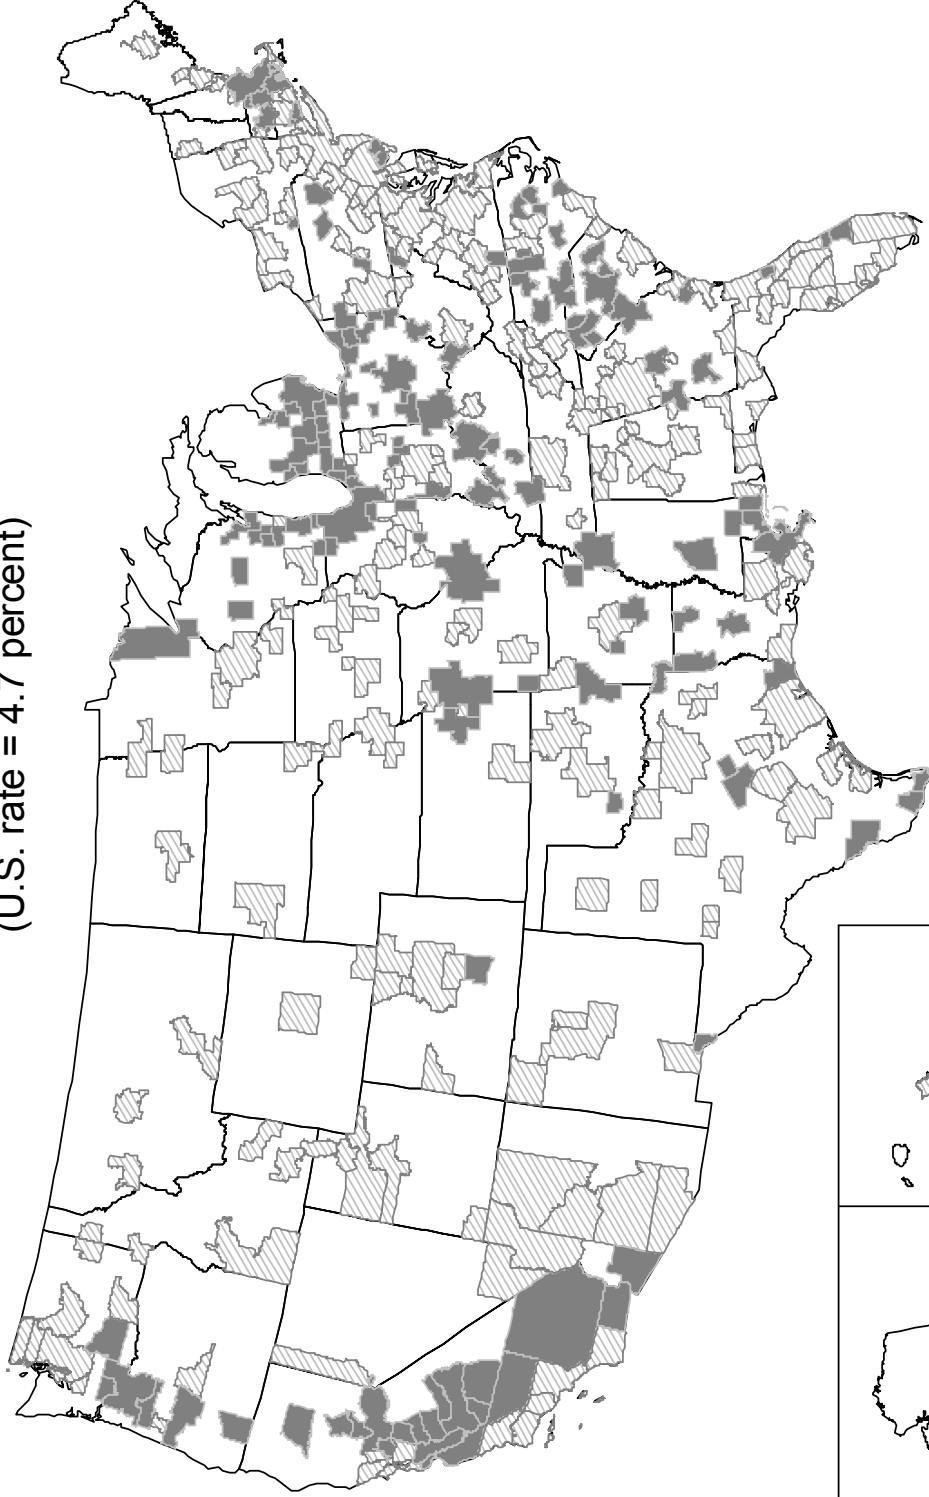 (U.S. rate = 4.7 percent)